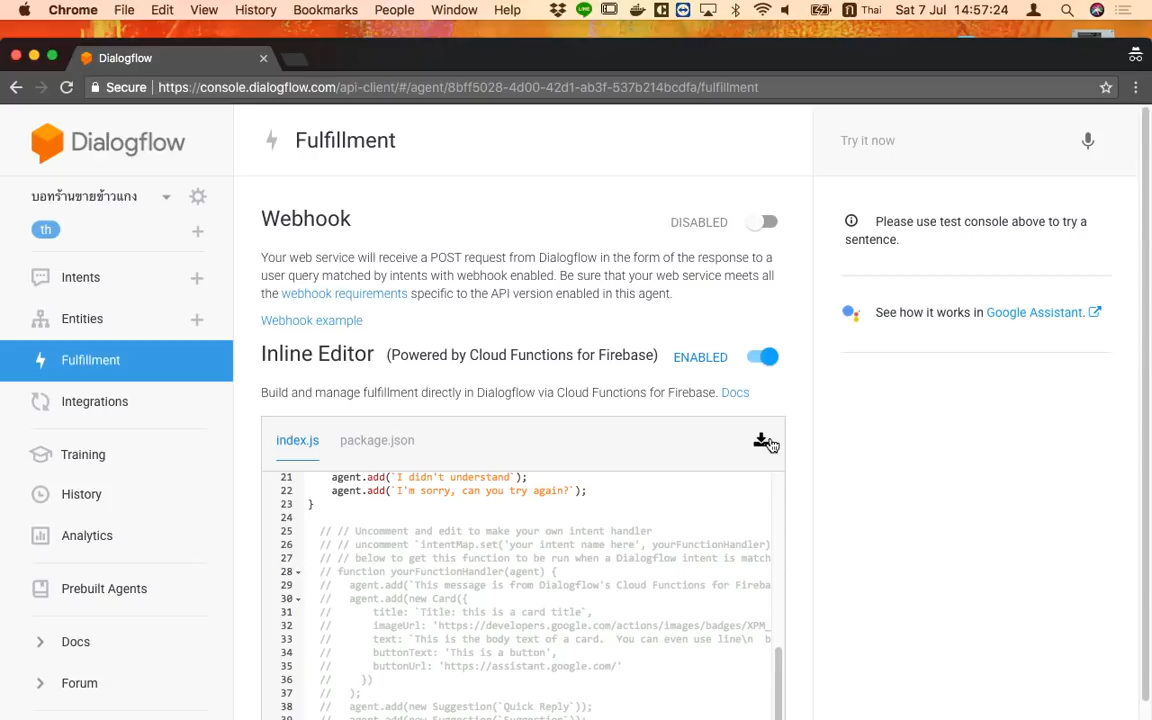 Chrome File Edit View History Bookmarks People Window Help Thai Sat 7 Jul 14:57:24
Dialogflow
Secure https://console.dialogflow.com/api-client/#/agent/8bff5028-4d00-42d1-ab3f-537b214bcdfa/fulfillment
Dialogflow
บอทร้านขายข้าวแกง
th
Intents
Entities
Fulfillment
Integrations
Training
History
Analytics
Prebuilt Agents
Docs
Forum
Fulfillment
Webhook DISABLED
Your web service will receive a POST request from Dialogflow in the form of the response to a
user query matched by intents with webhook enabled. Be sure that your web service meets all
the webhook requirements specific to the API version enabled in this agent.
Webhook example
Inline Editor (Powered by Cloud Functions for Firebase) ENABLED
Build and manage fulfillment directly in Dialogflow via Cloud Functions for Firebase. Docs
index.js package.json
21 agent.add(`I didn't understand`);
22 agent.add(`I'm sorry, can you try again?`);
23 }
24
25 // // Uncomment and edit to make your own intent handler
26 // // uncomment `intentMap.set('your intent name here', yourFunctionHandler)
27 // // below to get this function to be run when a Dialogflow intent is match
28 // function yourFunctionHandler(agent) {
29 // agent.add(`This message is from Dialogflow's Cloud Functions for Fireba
30 // agent.add(new Card({
31 // title: `Title: this is a card title`,
32 // imageUrl: 'https://developers.google.com/actions/images/badges/XPM_
33 // text: `This is the body text of a card. You can even use line\n b
34 // buttonText: 'This is a button',
35 // buttonUrl: 'https://assistant.google.com/'
36 // })
37 // );
38 // agent.add(new Suggestion(`Quick Reply`));
39 // agent.add(new Suggestion(`Suggestion`));
Try it now
Please use test console above to try a
sentence.
See how it works in Google Assistant.